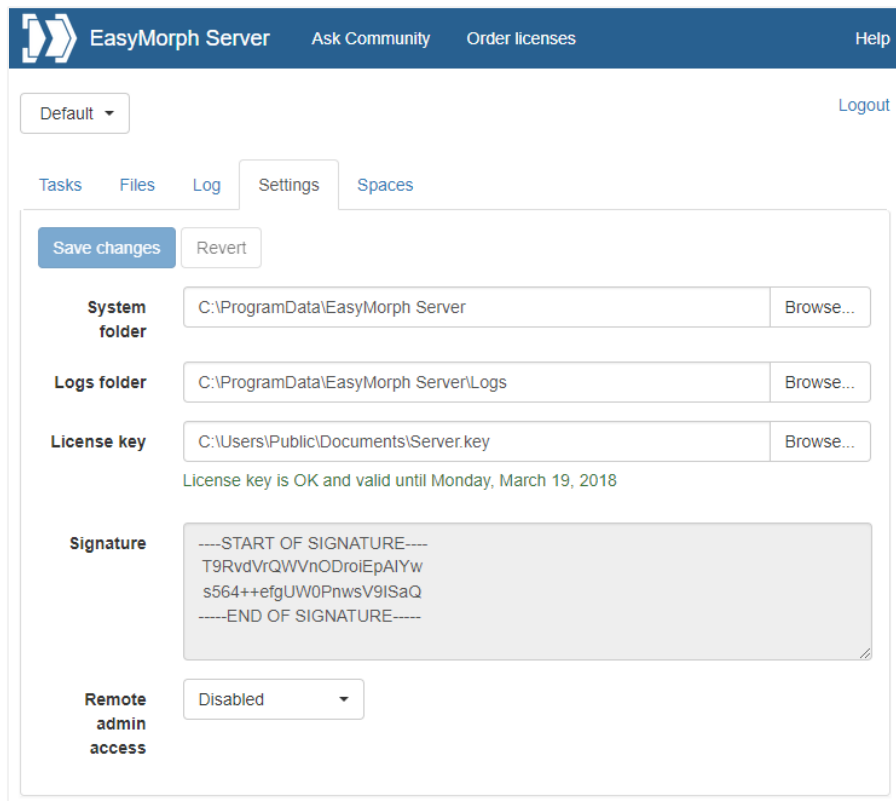 EasyMorph Server Ask Community Order licenses Help
Default Logout
Tasks Files Log Settings Spaces
Save changes Revert
System folder C:\ProgramData\EasyMorph Server Browse...
Logs folder C:\ProgramData\EasyMorph Server\Logs Browse...
License key C:\Users\Public\Documents\Server.key Browse...
License key is OK and valid until Monday, March 19, 2018
Signature ----START OF SIGNATURE----
T9RvdVrQWVnODroiEpAIYw
s564++efgUW0PnwsV9ISaQ
-----END OF SIGNATURE-----
Remote Disabled
admin
access